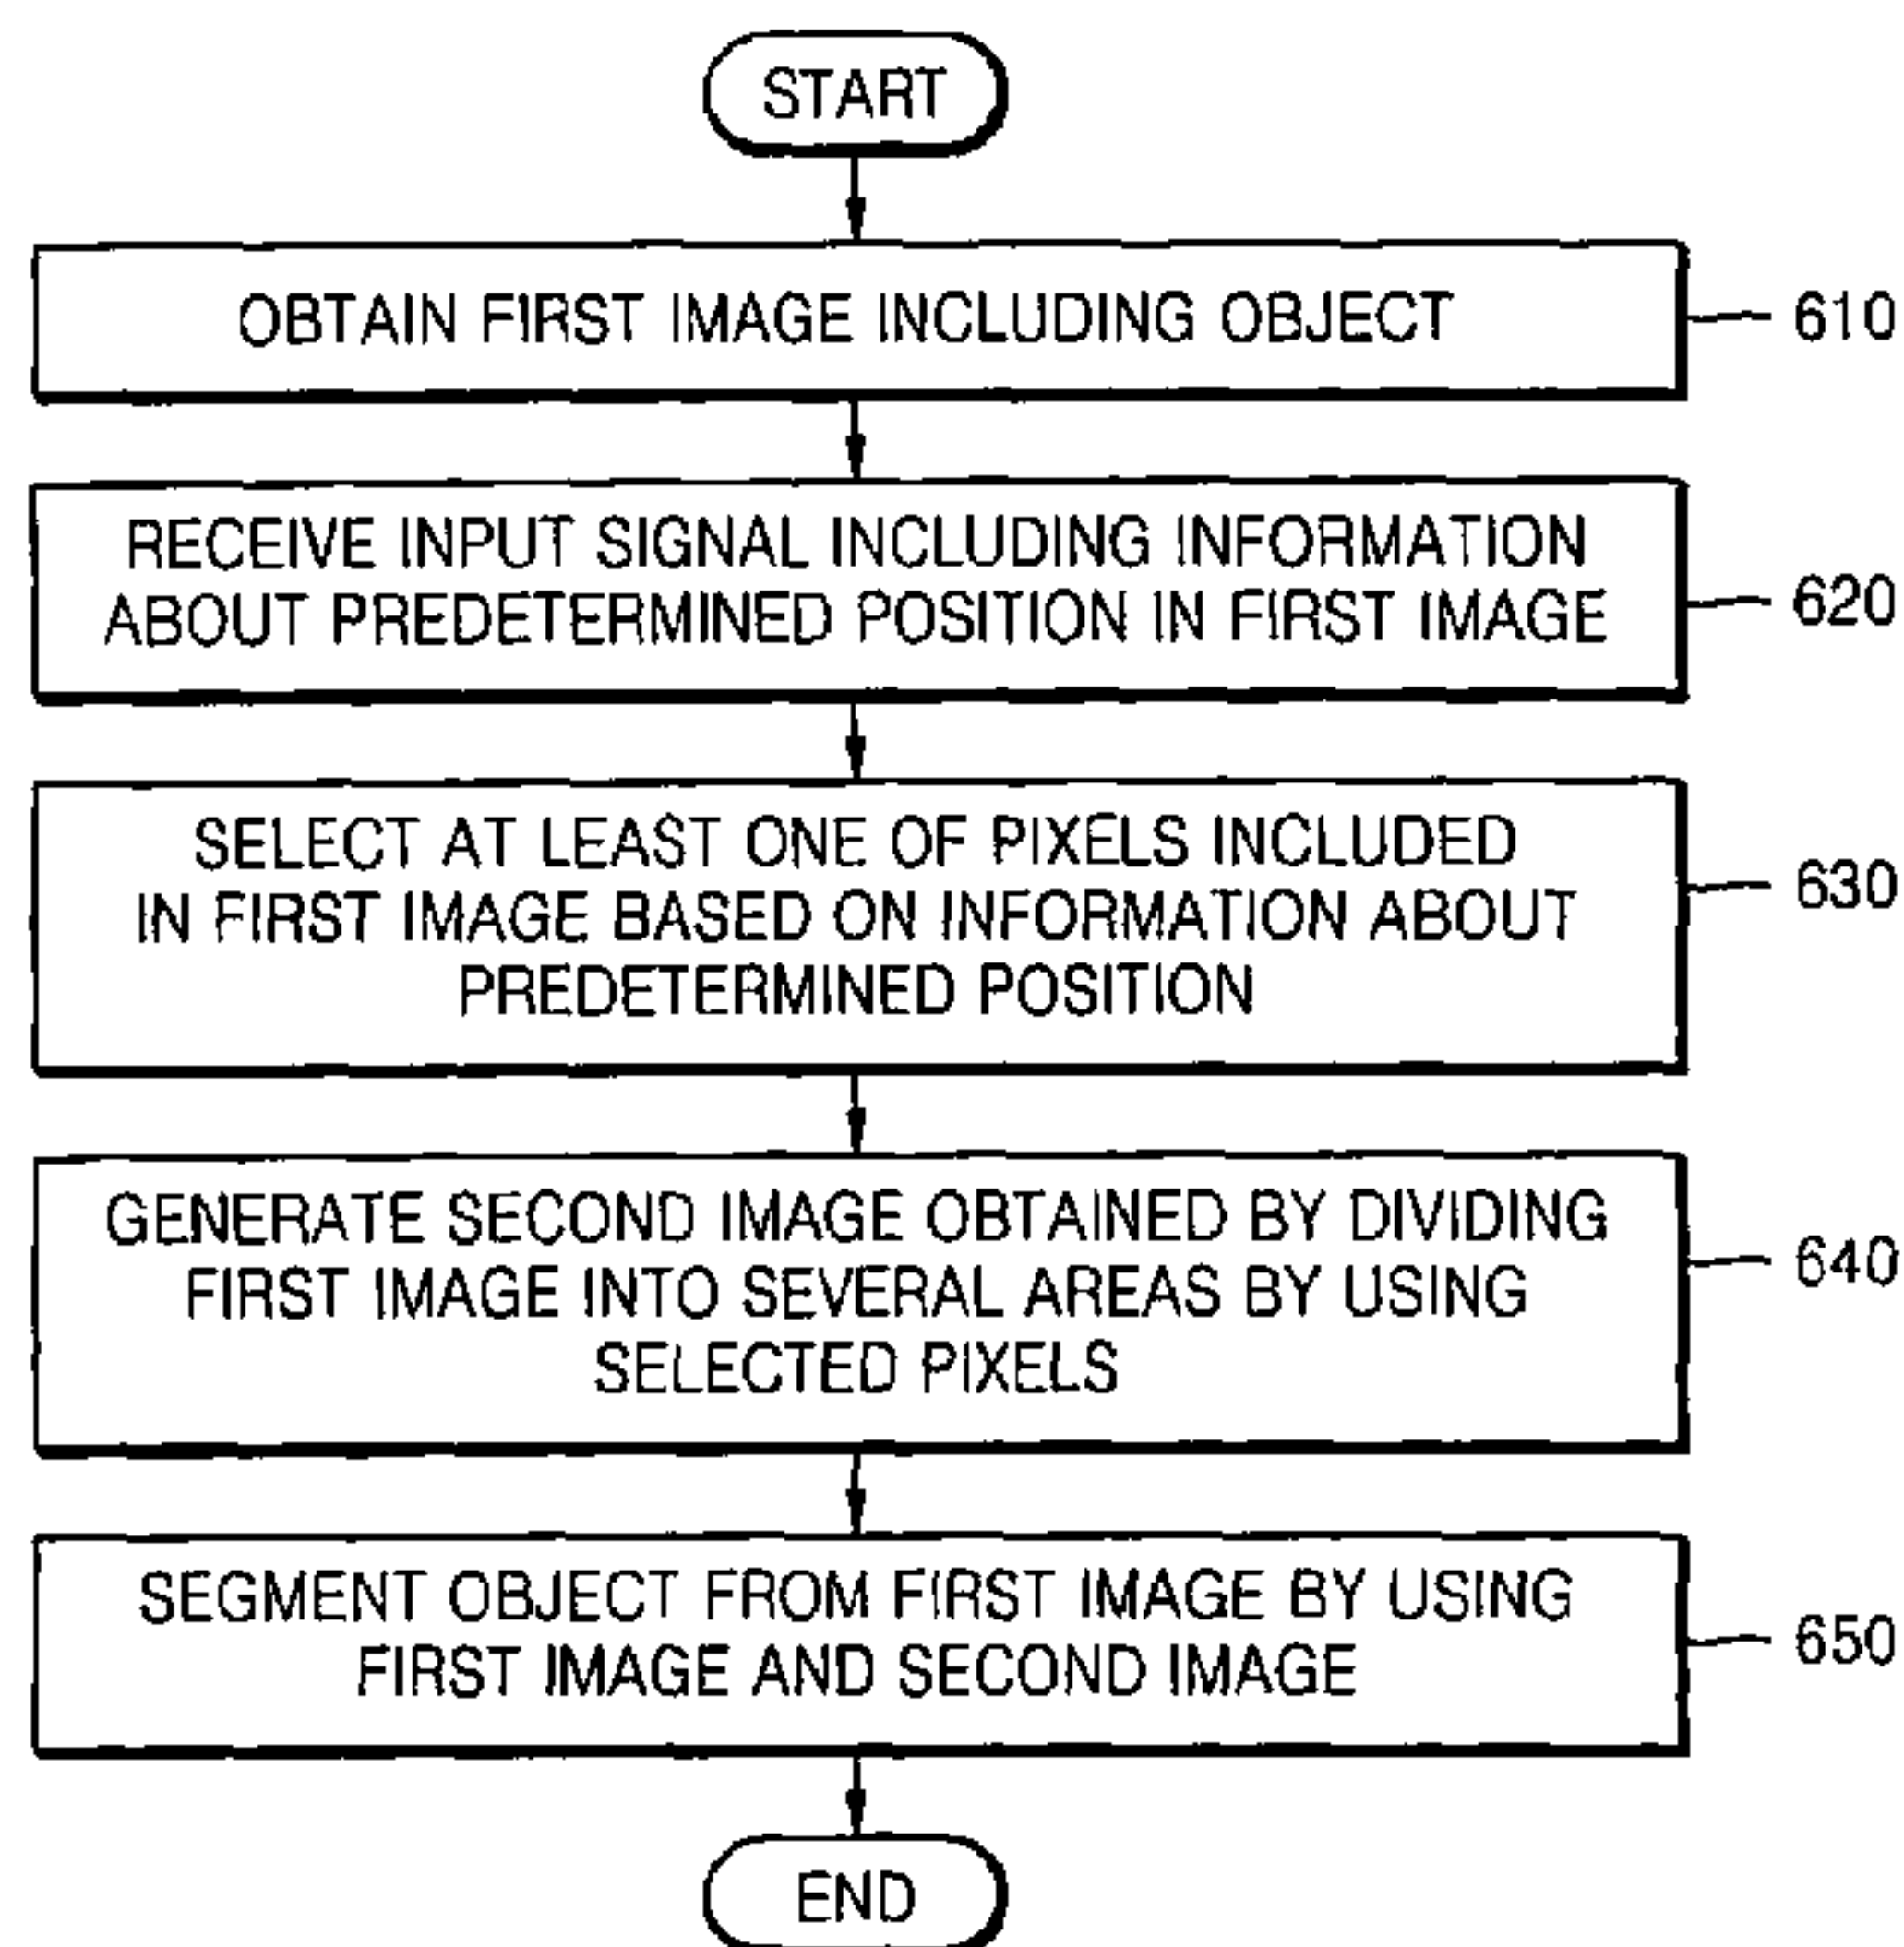 START
OBTAIN FIRST IMAGE INCLUDING OBJECT
610
RECEIVE INPUT SIGNAL INCLUDING INFORMATION
ABOUT PREDETERMINED POSITION IN FIRST IMAGE
620
SELECT AT LEAST ONE OF PIXELS INCLUDED
IN FIRST IMAGE BASED ON INFORMATION ABOUT
PREDETERMINED POSITION
630
GENERATE SECOND IMAGE OBTAINED BY DIVIDING
FIRST IMAGE INTO SEVERAL AREAS BY USING
SELECTED PIXELS
640
SEGMENT OBJECT FROM FIRST IMAGE BY USING
FIRST IMAGE AND SECOND IMAGE
650
END